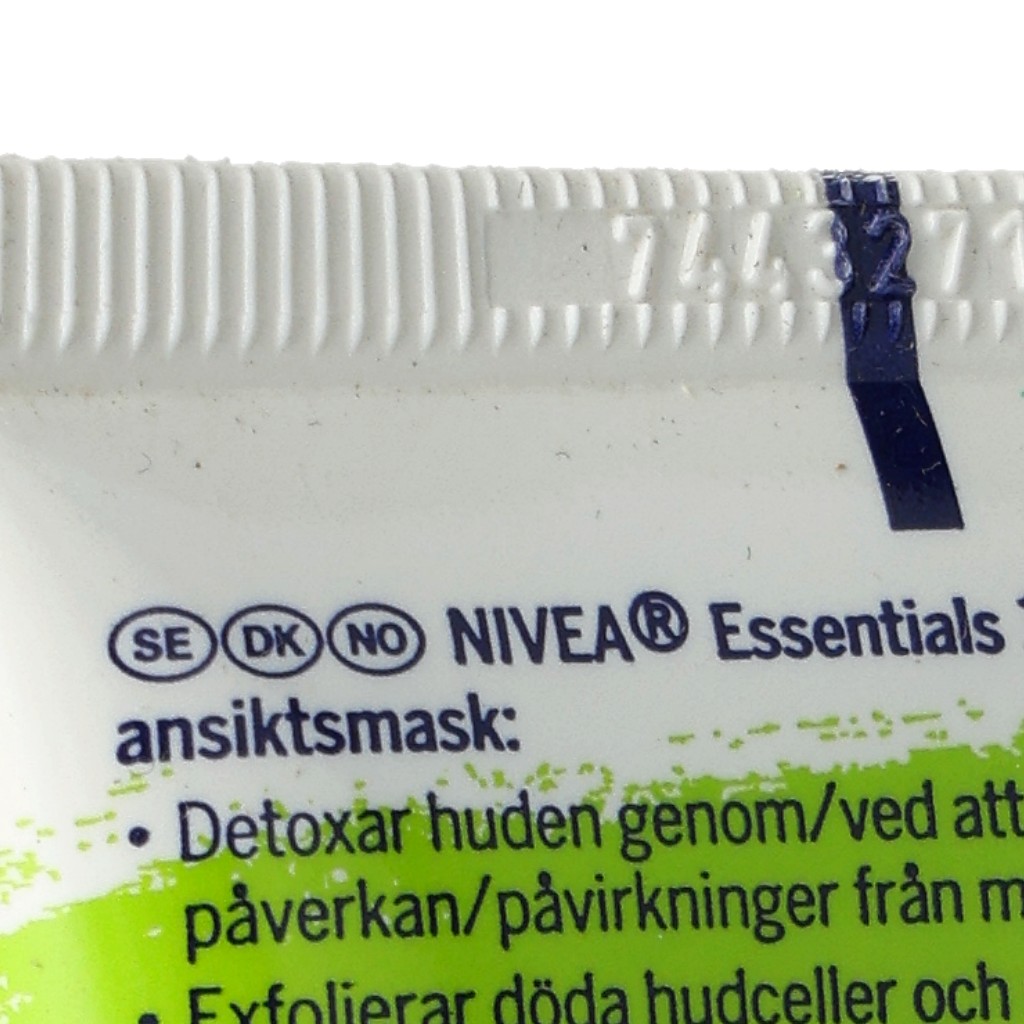 7443271
SE DK NO NIVEA® Essentials
ansiktsmask:
• Detoxar huden genom/ved att
påverkan/påvirkninger från m
• Exfolierar döda hudceller och